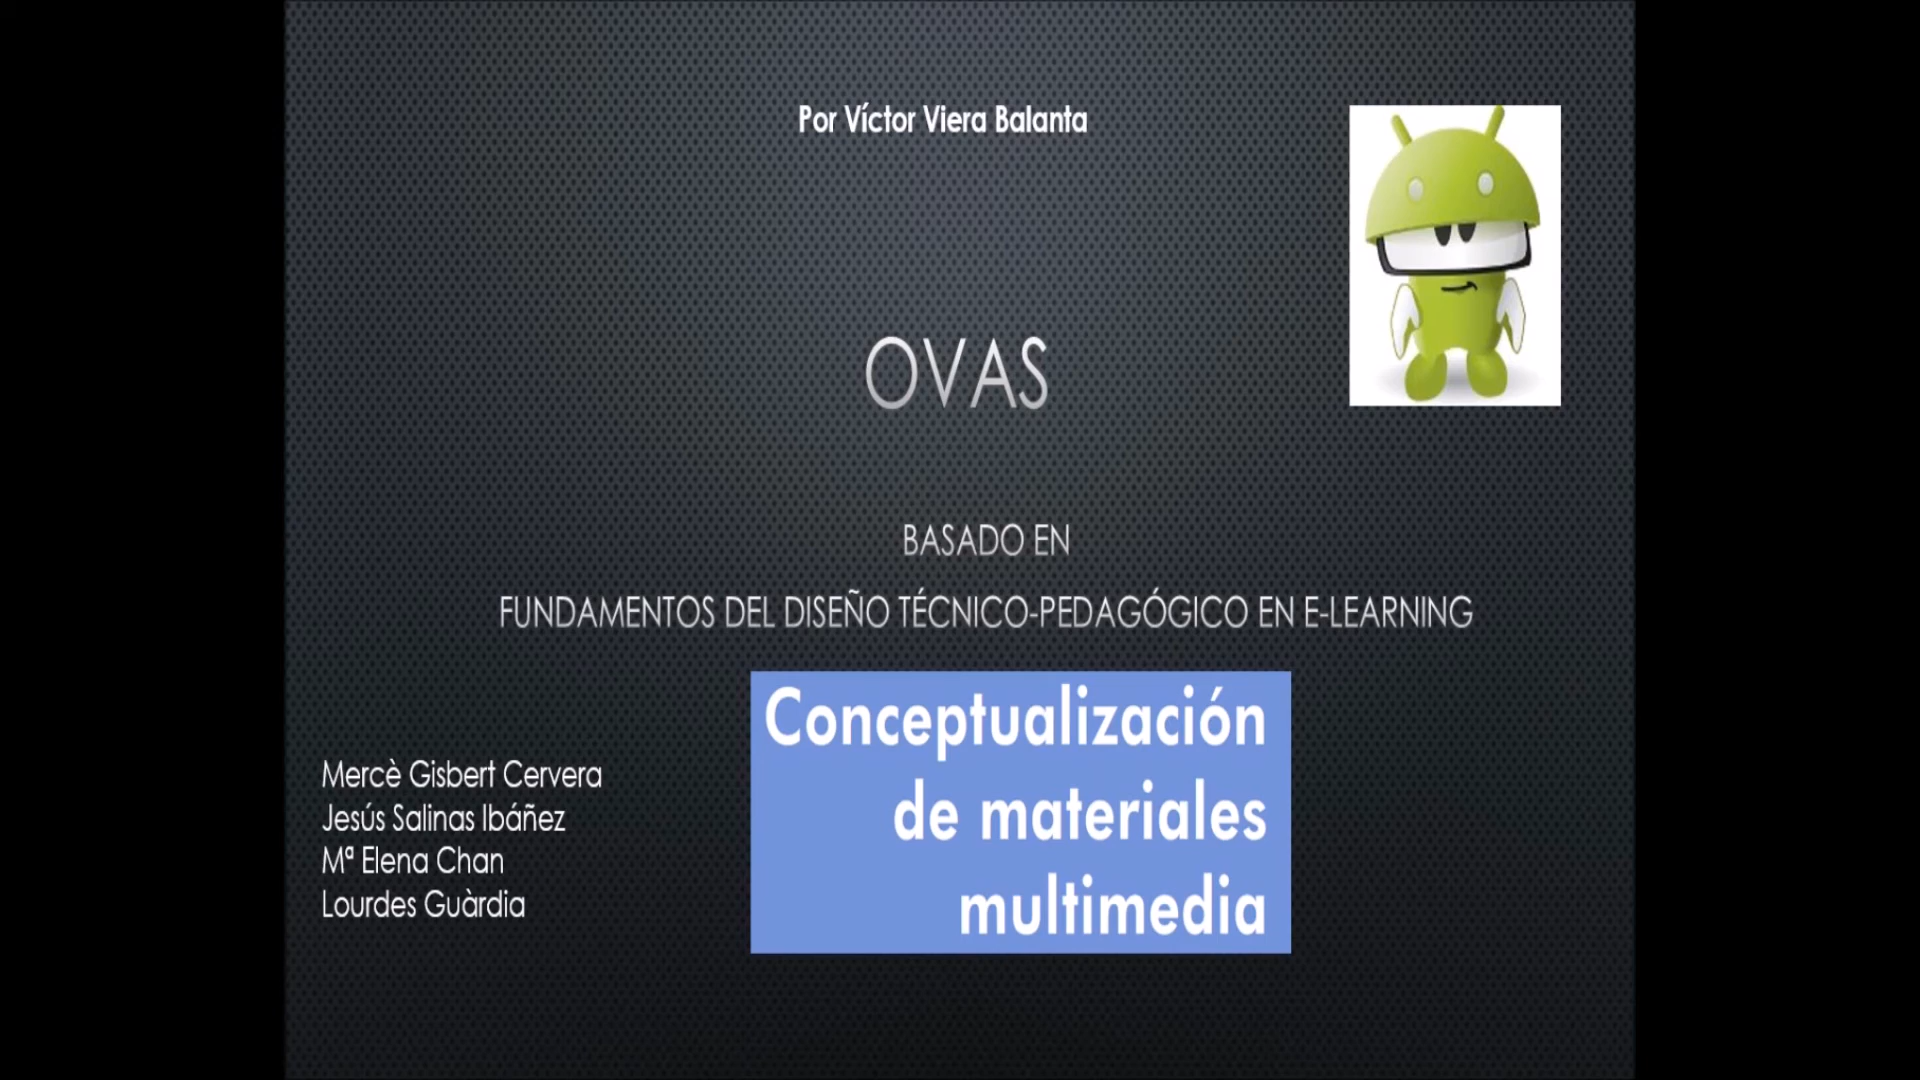 Por Víctor Viera Balanta
OVAS
BASADO EN
FUNDAMENTOS DEL DISEÑO TÉCNICO-PEDAGÓGICO EN E-LEARNING
Conceptualización
de materiales
multimedia
Mercè Gisbert Cervera
Jesús Salinas Ibáñez
Mª Elena Chan
Lourdes Guàrdia